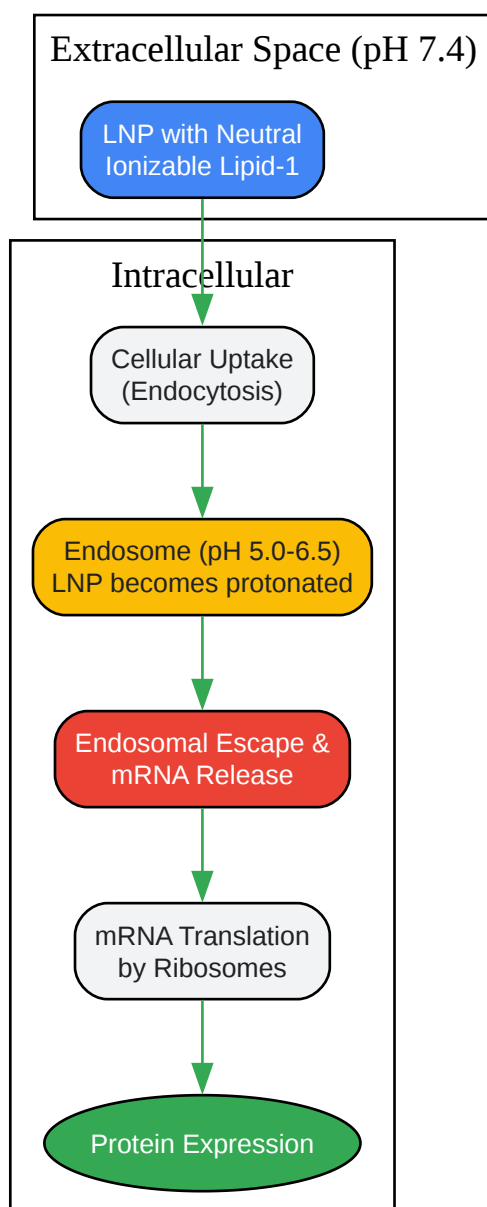 Extracellular Space (pH 7.4)
LNP with Neutral
Ionizable Lipid-1
Intracellular
Cellular Uptake
(Endocytosis)
Endosome (pH 5.0-6.5)
LNP becomes protonated
Endosomal Escape &
mRNA Release
mRNA Translation
by Ribosomes
Protein Expression